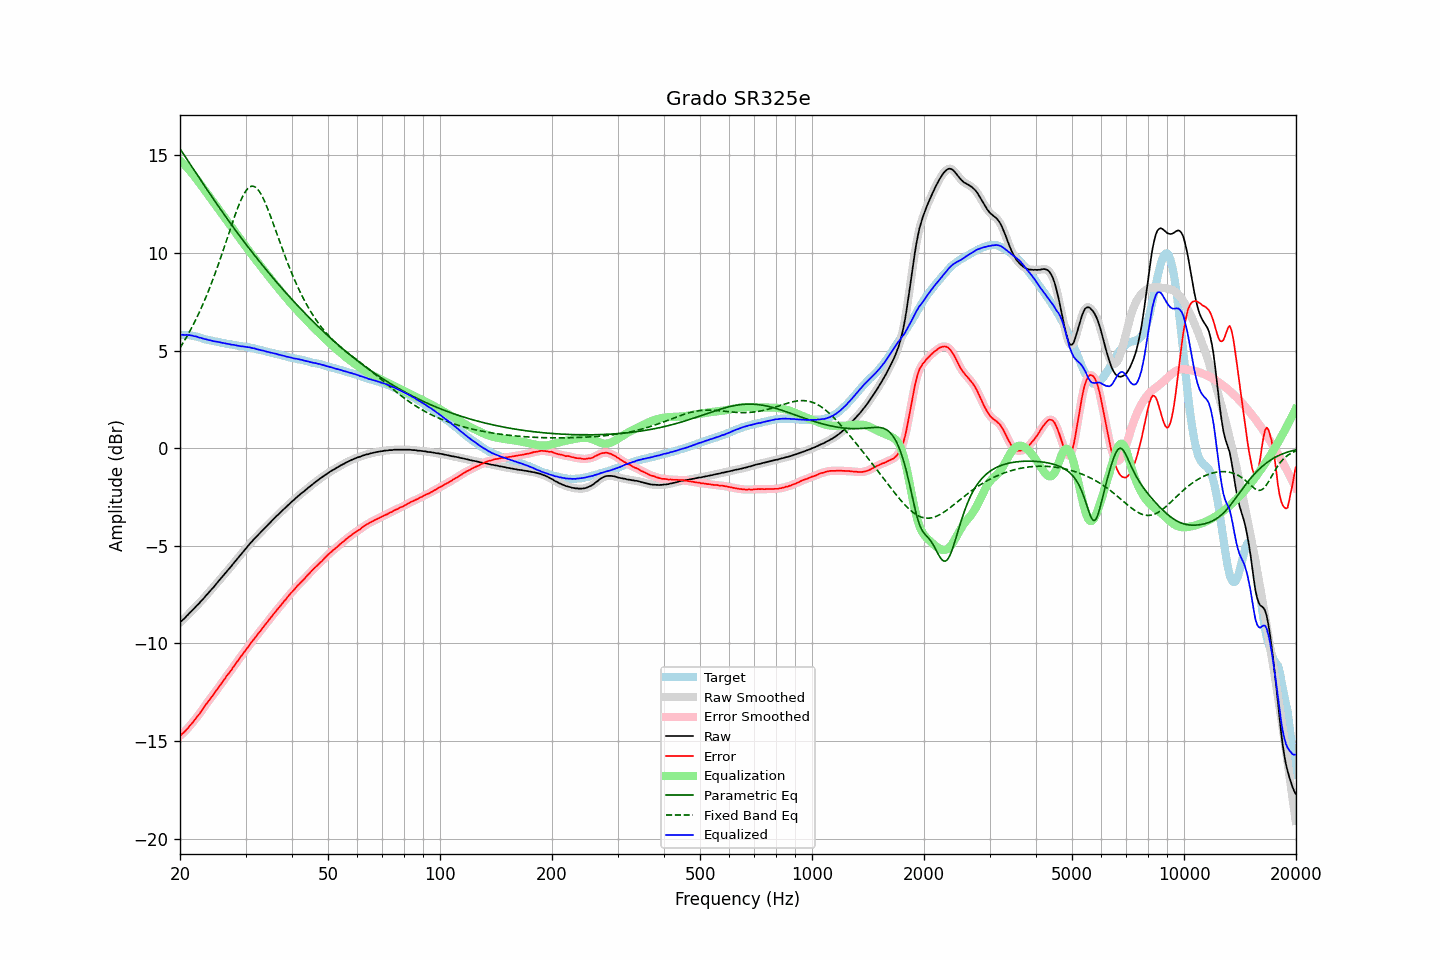 Grado SR325e
Amplitude (dBr)
15
10
5
0
−5
−10
−15
−20
Target
Raw Smoothed
Error Smoothed
Raw
Error
Equalization
Parametric Eq
Fixed Band Eq
Equalized
20 50 100 200 500 1000 2000 5000 10000 20000
Frequency (Hz)